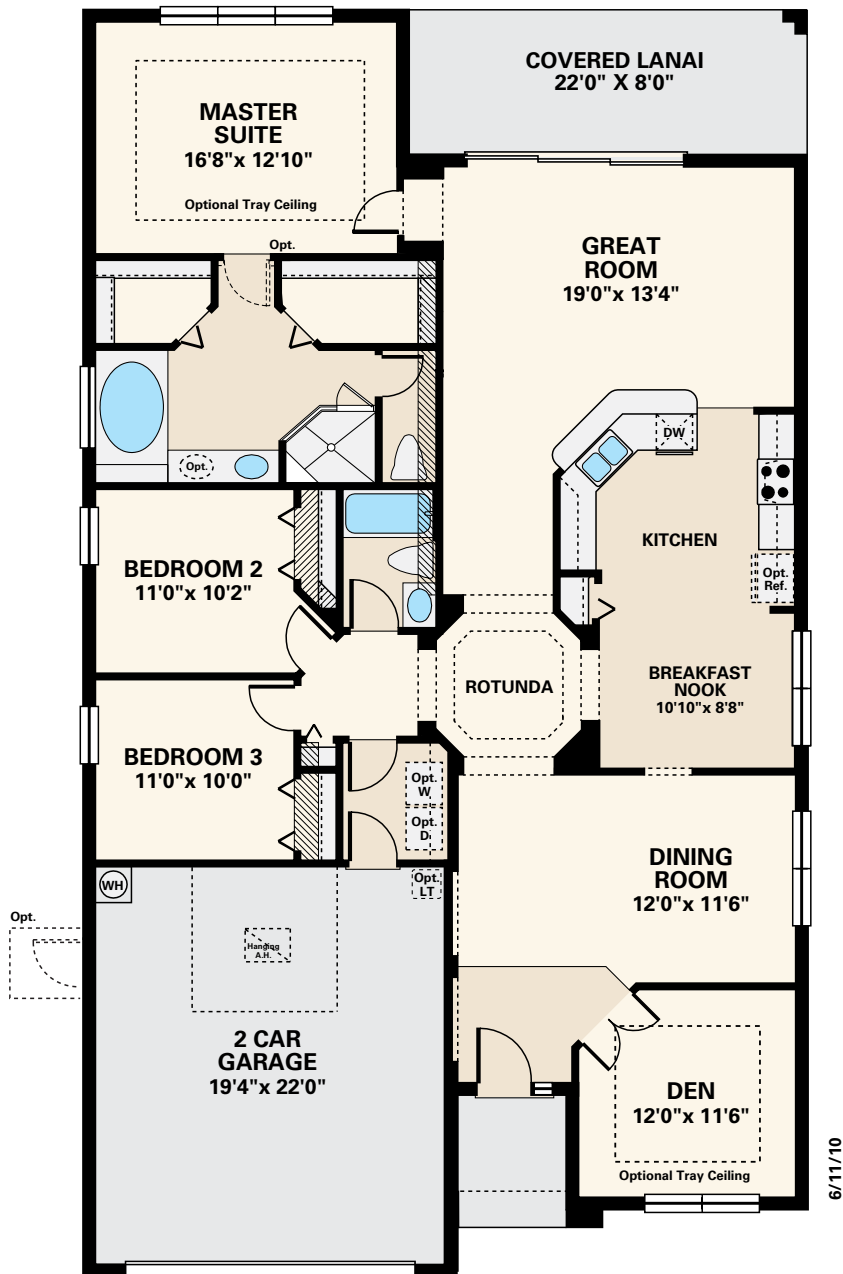 COVERED LANAI
22'0" X 8'0"
MASTER
SUITE
16'8"x 12'10"
Optional Tray Ceiling
Opt.
GREAT
ROOM
19'0"x 13'4"
DW
Opt.
KITCHEN
Opt.
Ref.
BEDROOM 2
11'0"x 10'2"
ROTUNDA
BREAKFAST
NOOK
10'10"x 8'8"
BEDROOM 3
11'0"x 10'0"
Opt.
W
Opt.
D
DINING
ROOM
12'0"x 11'6"
WH
Opt.
LT
Opt.
Hanging
A.H.
2 CAR
GARAGE
19'4"x 22'0"
DEN
12'0"x 11'6"
Optional Tray Ceiling
6/11/10